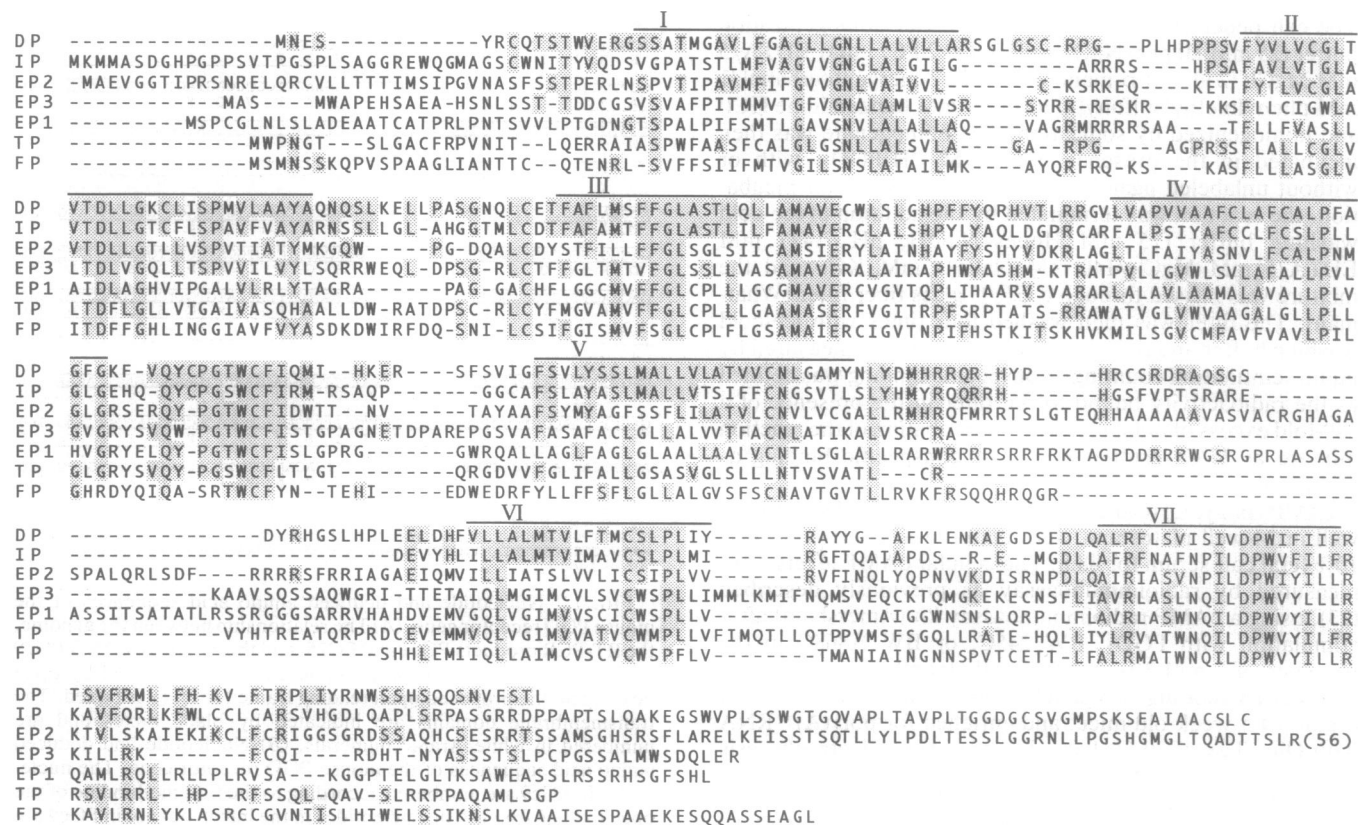 I II
DP ----------------MNES------------YRCQTSTWVERGSSATMGAVLFGAGLLGNLLALVLLARSGLGSC-RPG---PLHPPPSVFYVLVCGLT
IP MKMMASDGHPGPPSVTPGSPLSAGGREWQGMAGSCWNITYVQDSVGPATSTLMFVAGVVGNGLALGILG---------ARRRS----HPSAFAVLVTGLA
EP2 -MAEVGGTIPRSNRELQRCVLLTTTIMSIPGVNASFSSTPERLNSPVTIPAVMFIFGVVGNLVAIVVL------C-KSRKEQ----KETTFYTLVCGLA
EP3 ------------MAS----MWAPEHSAEA-HSNLSST-TDDCGSVSVAFPITMMVTGFVGNALAMLLVSR---SYRR-RESKR----KKSFLLCIGWLA
EP1 ---------MSPCGLNLSLADEAATCATPRLPNTSVVLPTGDNGTSPALPIFSMTLGAVSNVLALALLAQ----VAGRMRRRRSAA----TFLLFVASLL
TP --------------MWPNGT----SLGACFRPVNIT--LQERRAIASPWFAASFCALGLGSNLLALSVLA----GA--RPG-----AGPRSSFLALLCGLV
FP --------------MSMNSSKQPVSPAAGLIANTTC--QTENRL-SVFFSIIFMTVGILSNSLAIAILMK----AYQRFRQ-KS----KASFLLLASGLV
III IV
DP VTDLLGKCLISPMVLAAYAQNQSLKELLPASGNQLCETFAFLMSFFGLASTLQLLAMAVECWLSLGHPFFYQRHVTLRRGVLVAPVVAAFCLAFCALPFA
IP VTDLLGTCFLSPAVFVAYARNSSLLGL-AHGGTMLCDTFAFAMTFFGLASTLILFAMAVERCLALSHPYLYAQLDGPRCARFALPSIYAFCCLFCSLPLL
EP2 VTDLLGTLLVSPVTIATYMKGQW-----PG-DQALCDYSTFILLFFGLSGLSIICAMSIERYLAINHAYFYSHYVDKRLAGLTLFAIYASNVLFCALPNM
EP3 LTDLVGQLLTSPVVILVYLSQRRWEQL-DPSG-RLCTFFGLTMTVFGLSSLLVASAMAVERALAIRAPHWYASHM-KTRATPVLLGVWLSVLAFALLPVL
EP1 AIDLAGHVIPGALVLRLYTAGRA-----PAG-GACHFLGGCMVFFGLCPLLLGCGMAVERCVGVTQPLIHAARVSVARARLALAVLAAMALAVALLPLV
TP LTDFLGLLVTGAIVASQHAALLDW-RATDPSC-RLCYFMGVAMVFFGLCPLLLGAAMASERFVGITRPFSRPTATS-RRAWATVGLVWVAAGALGLLPLL
FP ITDFFGHLINGGIAVFVYASDKDWIRFDQ-SNI-LCSIFGISMVFSGLCPLFLGSAMAIERCIGVTNPIFHSTKITSKHVKMILSGVCMFAVFVAVLPIL
V
DP GFGKF-VQYCPGTWCFIQMI--HKER----SFSVIGFSVLYSSLMALLVLATVVCNLGAMYNLYDMHRRQR-HYP----HRCSRDRAQSGS--------
IP GLGEHQ-QYCPGSWCFIRM-RSAQP------GGCAFSLAYASLMALLVTSIFFCNGSVTLSLYHMYRQQRRH-----HGSFVPTSRARE----------
EP2 GLGRSERQY-PGTWCFIDWTT--NV------TAYAAFSYMYAGFSSFLILATVLCNVLVCGALLRMHRQFMRRTSLGTEQHHAAAAAAVASVACRGHAGA
EP3 GVGRYSVQW-PGTWCFISTGPAGNETDPAREPGSVAFASAFACLGLLALVVTFACNLATIKALVSRCRA-------------------------------
EP1 HVGRYELQY-PGTWCFISLGPRG------GWRQALLAGLFAGLGLAALLAALVCNTLSGLALLRARWRRRRSRRFRKTAGPDDRRRWGSRGPRLASASS
TP GLGRYSVQY-PGSWCFLTLGT--------QRGDVVFGLIFALLGSASVGLSLLLNTVSVATL---CR---------------------------------
FP GHRDYQIQA-SRTWCFYN--TEHI-----EDWEDRFYLLFFSFLGLLALGVSFSCNAVTGVTLLRVKFRSQQHRQGR-----------------------
VI VII
DP ---------------DYRHGSLHPLEELDHFVLLALMTVLFTMCSLPLIY-------RAYYG--AFKLENKAEGDSEDLQALRFLSVISIVDPWIFIIFR
IP -------------------------DEVYHLILLALMTVIMAVCSLPLMI-------RGFTQAIAPDS--R-E--MGDLLAFRFNAFNPILDPWVFILFR
EP2 SPALQRLSDF----RRRRSFRRIAGAEIQMVILLIATSLVVLICSIPLVV-------RVFINQLYQPNVVKDISRNPDLQAIRIASVNPILDPWIYILLR
EP3 -----------KAAVSQSSAQWGRI-TTETAIQLMGIMCVLSVCWSPLLIMMLKMIFNQMSVEQCKTQMGKEKECNSFLIAVRLASLNQILDPWVYLLLR
EP1 ASSITSATATLRSSRGGGSARRVHAHDVEMVGQLVGIMVVSCICWSPLLV--------LVVLAIGGWNSNSLQRP-LFLAVRLASWNQILDPWVYILLR
TP ------------VYHTREATQRPRDCEVEMMVQLVGIMVVATVCWMPLLVFIMQTLLQTPPVMSFSGQLLRATE-HQLLIYLRVATWNQILDPWVYILFR
FP ------------------------SHHLEMIIQLLAIMCVSCVCWSPFLV--------TMANIAINGNNSPVTCETT-LFALRMATWNQILDPWVYILLR
DP TSVFRML-FH-KV-FTRPLIYRNWSSHSQQSNVESTL
IP KAVFQRLKFWLCCLCARSVHGDLQAPLSRPASGRRDPPAPTSLQAKEGSWVPLSSWGTGQVAPLTAVPLTGGDGCSVGMPSKSEAIAACSLC
EP2 KTVLSKAIEKIKCLFCRIGGSGRDSSAQHCSESRRTSSAMSGHSRSFLARELKEISSTSQTLLYLPDLTESSLGGRNLLPGSHGMGLTQADTTSLR(56)
EP3 KILLRK------FCQI---RDHT-NYASSSTSLPCPGSSALMWSDQLER
EP1 QAMLRQLLRLLPLRVSA---KGGPTELGLTKSAWEASSLRSSRHSGFSHL
TP RSVLRRL--HP--RFSSQL-QAV-SLRRPPAQAMLSGP
FP KAVLRNLYKLASRCCGVNIISLHIWELSSIKNSLKVAAISESPAAEKESQQASSEAGL